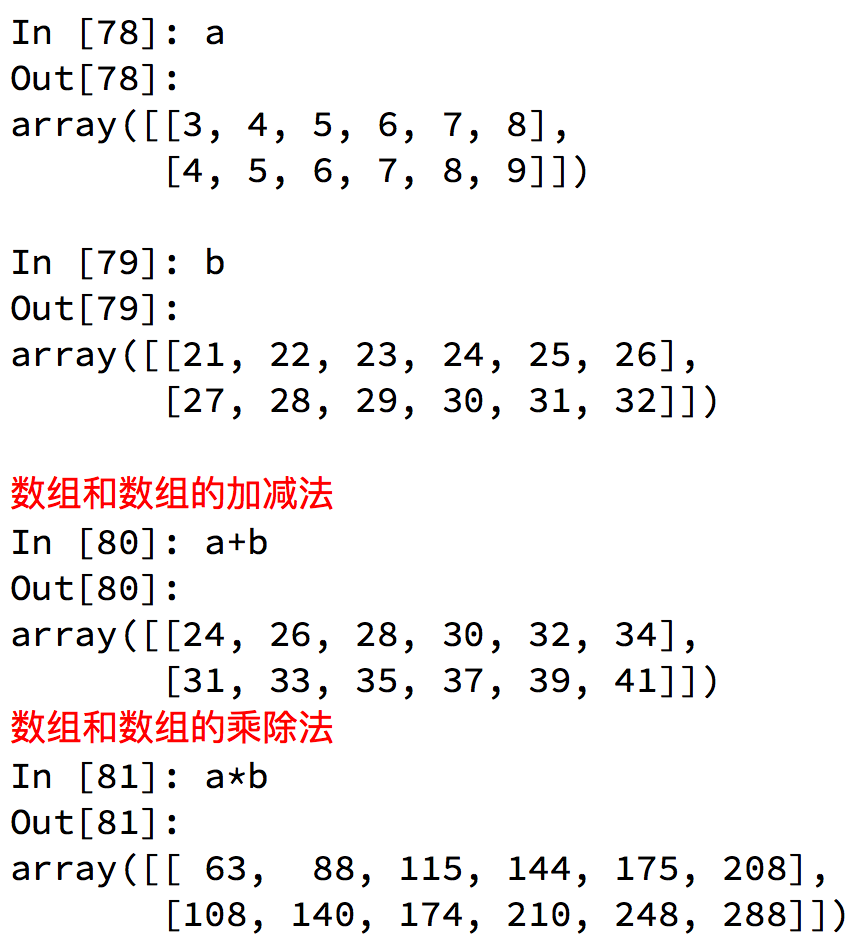 In [78]: a
Out[78]:
array([[3, 4, 5, 6, 7, 8],
       [4, 5, 6, 7, 8, 9]])
In [79]: b
Out[79]:
array([[21, 22, 23, 24, 25, 26],
       [27, 28, 29, 30, 31, 32]])
数组和数组的加减法
In [80]: a+b
Out[80]:
array([[24, 26, 28, 30, 32, 34],
       [31, 33, 35, 37, 39, 41]])
数组和数组的乘除法
In [81]: a*b
Out[81]:
array([[ 63,  88, 115, 144, 175, 208],
       [108, 140, 174, 210, 248, 288]])